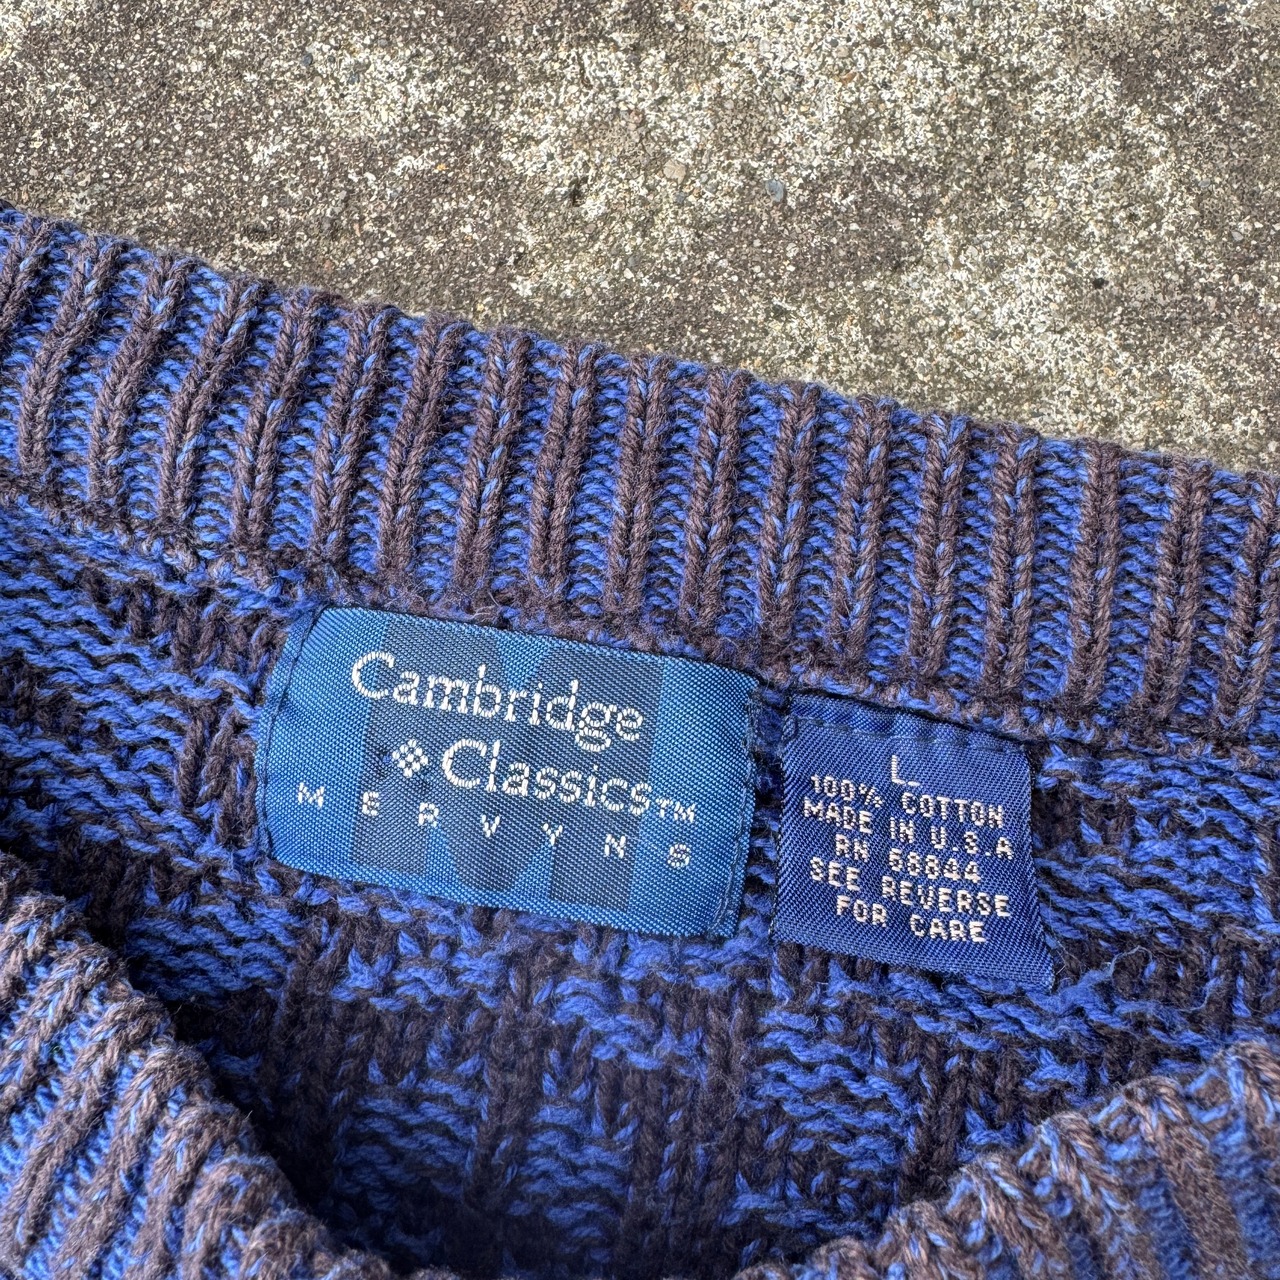 Cambridge
Classics™
MERVYNS
L
100% COTTON
MADE IN U.S.A
RN 58844
SEE REVERSE
FOR CARE